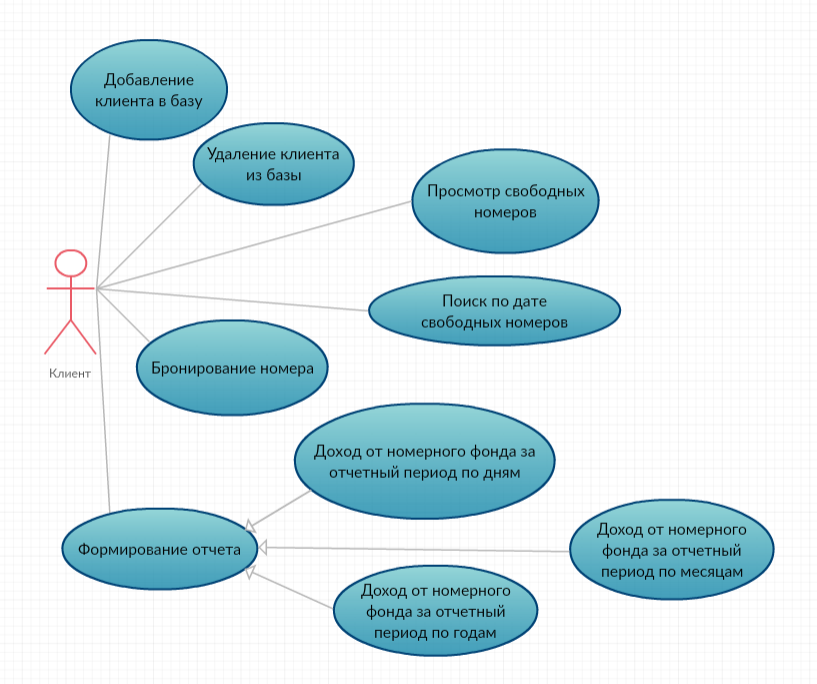 Добавление
клиента в базу
Удаление клиента
из базы
Просмотр свободных
номеров
Поиск по дате
свободных номеров
Бронирование номера
Клиент
Доход от номерного фонда за
отчетный период по дням
Формирование отчета
Доход от номерного
фонда за отчетный
период по месяцам
Доход от номерного
фонда за отчетный
период по годам